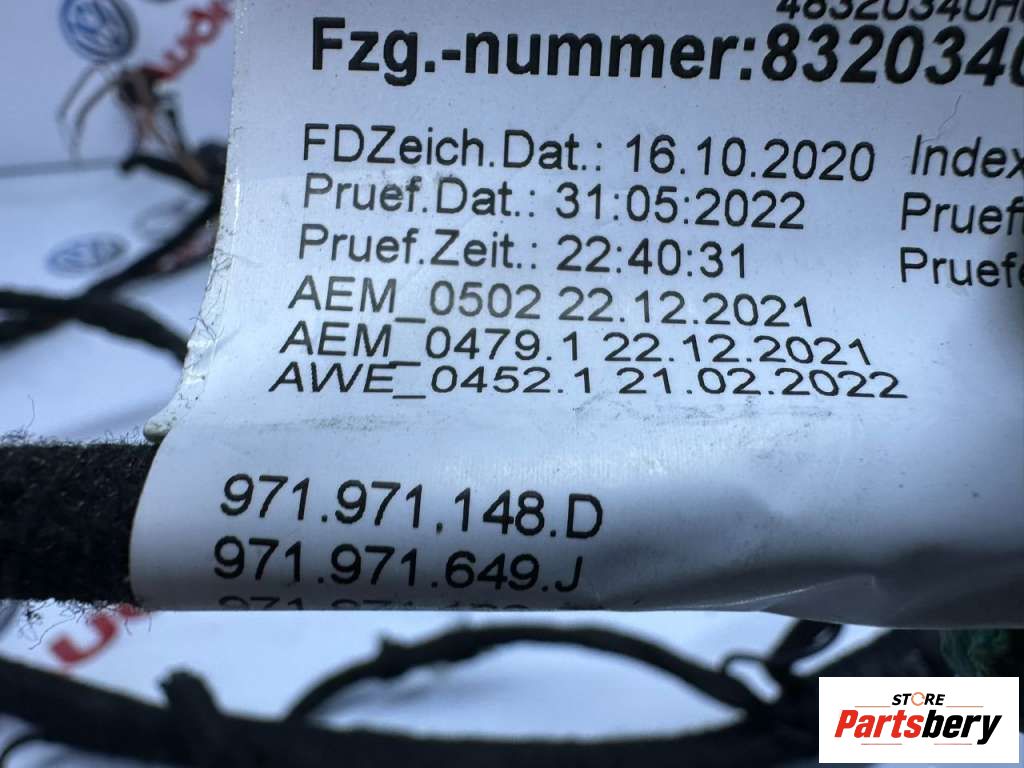 Fzg.-nummer:832034
FDZeich.Dat.: 16.10.2020 Index
Pruef.Dat.: 31:05:2022
Pruef.Zeit.: 22:40:31
AEM_0502 22.12.2021
AEM_0479.1 22.12.2021
AWE_0452.1 21.02.2022
971.971.148.D
971.971.649.J
STORE
Partsbery